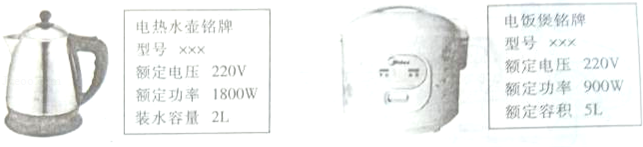 电热水壶铭牌
型号 ×××
额定电压 220V
额定功率 1800W
装水容量 2L
电饭煲铭牌
型号 ×××
额定电压 220V
额定功率 900W
额定容积 5L